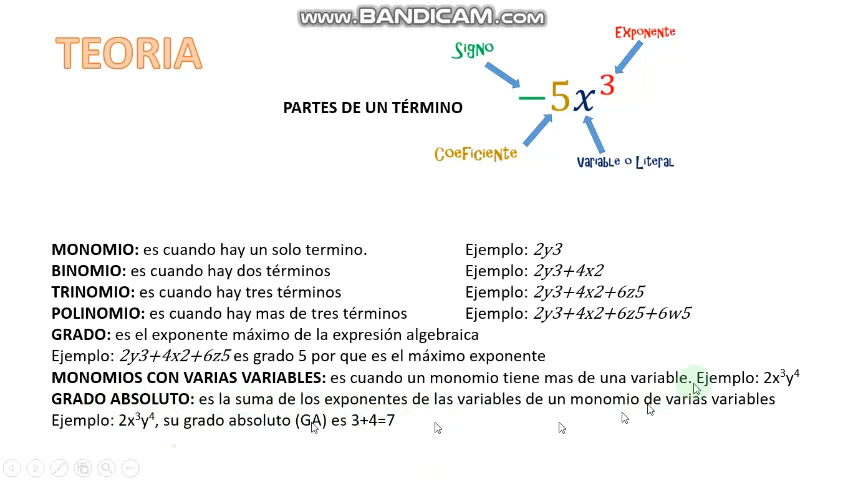 www.BANDICAM.com
TEORIA
Signo
Exponente
PARTES DE UN TÉRMINO
−5x³
Coeficiente
Variable o Literal
MONOMIO: es cuando hay un solo termino. Ejemplo: 2y3
BINOMIO: es cuando hay dos términos Ejemplo: 2y3+4x2
TRINOMIO: es cuando hay tres términos Ejemplo: 2y3+4x2+6z5
POLINOMIO: es cuando hay mas de tres términos Ejemplo: 2y3+4x2+6z5+6w5
GRADO: es el exponente máximo de la expresión algebraica
Ejemplo: 2y3+4x2+6z5 es grado 5 por que es el máximo exponente
MONOMIOS CON VARIAS VARIABLES: es cuando un monomio tiene mas de una variable. Ejemplo: 2x³y⁴
GRADO ABSOLUTO: es la suma de los exponentes de las variables de un monomio de varias variables
Ejemplo: 2x³y⁴, su grado absoluto (GA) es 3+4=7